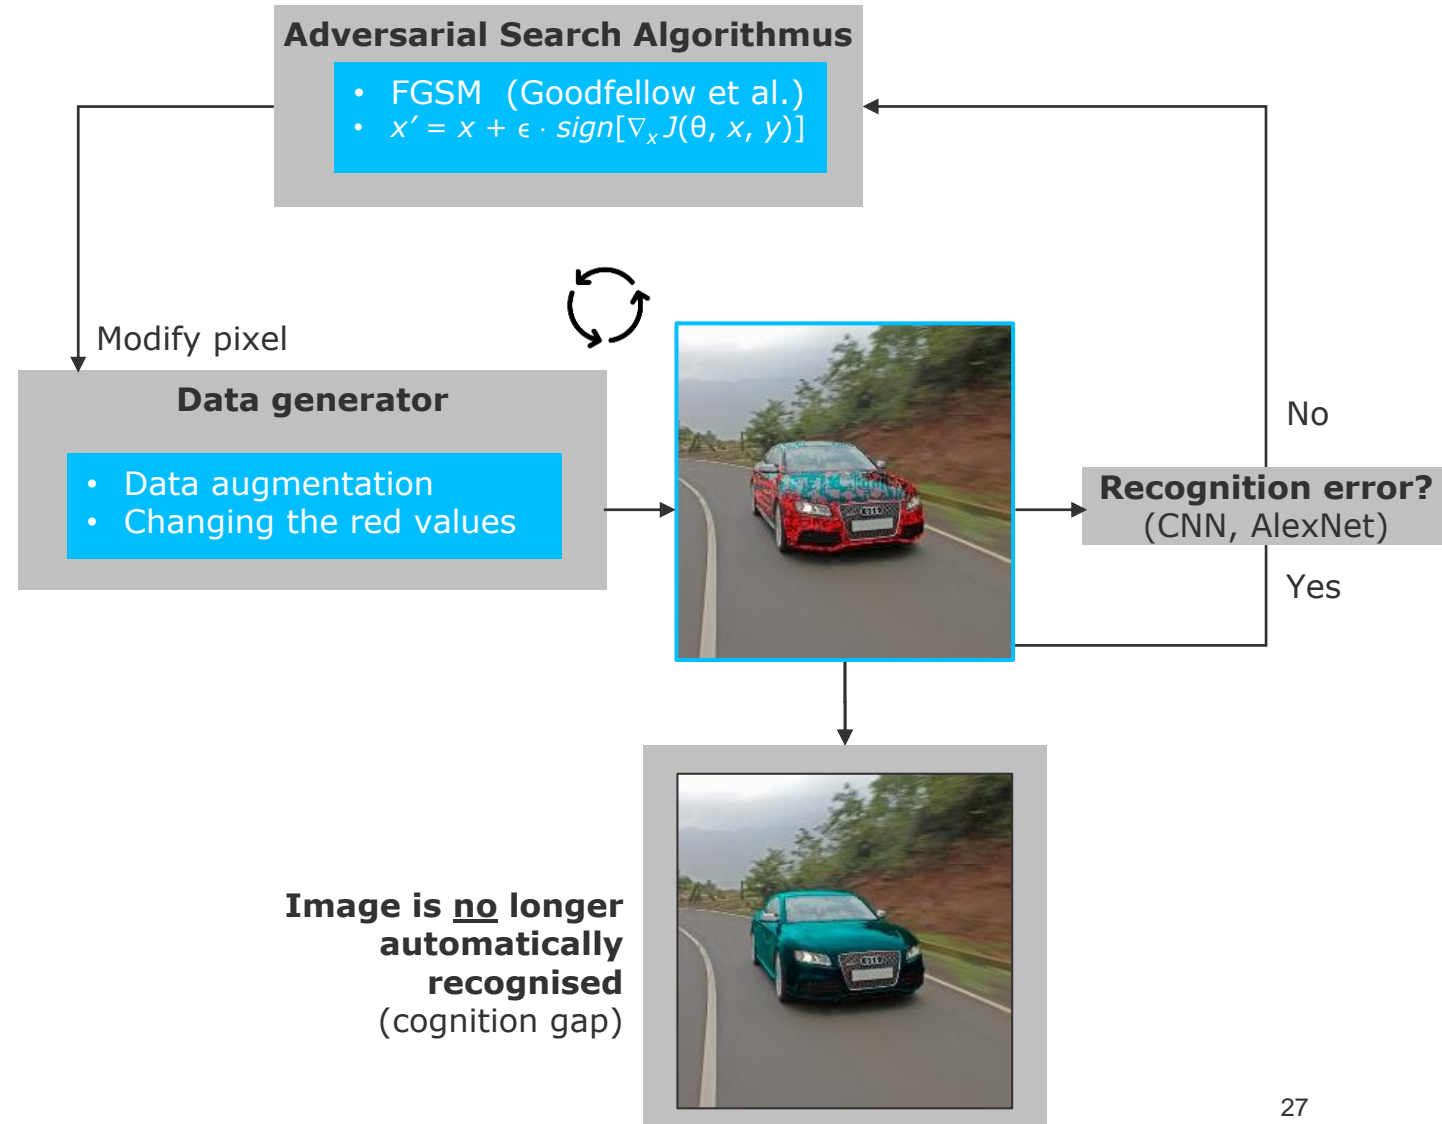 Adversarial Search Algorithmus
• FGSM (Goodfellow et al.)
• x′ = x + ϵ · sign[∇ₓJ(θ, x, y)]
Modify pixel
Data generator
• Data augmentation
• Changing the red values
No
Recognition error?
(CNN, AlexNet)
Yes
Image is no longer
automatically
recognised
(cognition gap)
27